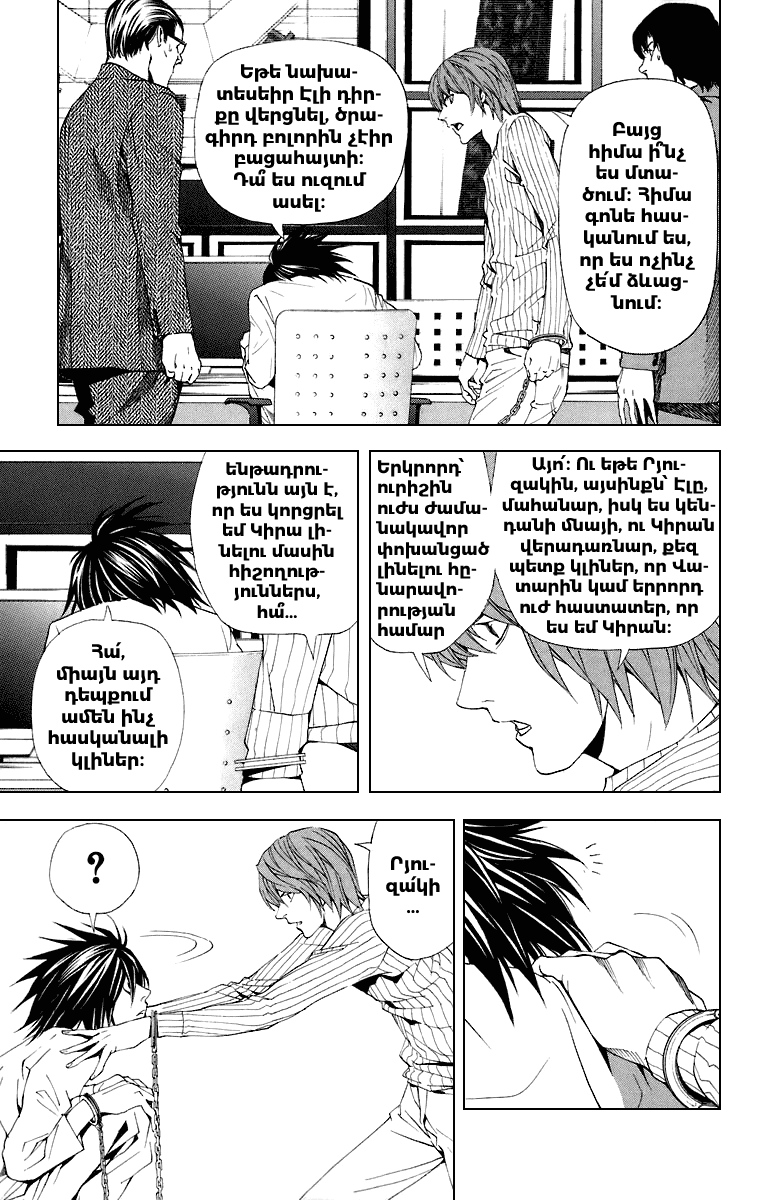 Բայց
հիմա ի՞նչ
ես մտա-
ծում։ Հիմա
գոնե հաս-
կանում ես,
որ ես ոչինչ
չե՛մ ձևաց-
նում։
Եթե նախա-
տեսեիր Էլի դիր-
քը վերցնել, ծրա-
գիրդ բոլորին չէիր
բացահայտի։
Դա՞ ես ուզում
ասել։
Այո՛։ Ու եթե Րյու-
զակին, այսինքն՝ Էլը,
մահանար, իսկ ես կեն-
դանի մնայի, ու Կիրան
վերադառնար, քեզ
պետք կլիներ, որ Վա-
տարին կամ երրորդ
ուժ հաստատեր, որ
ես եմ Կիրան։
Երկրորդ՝
ուրիշին
ուժս ժամա-
նակավոր
փոխանցած
լինելու հը-
նարավո-
րության
համար
ենթադրու-
թյունն այն է,
որ ես կորցրել
եմ Կիրա լի-
նելու մասին
հիշողութ-
յուններս,
հա՞...
Հա՛,
միայն այդ
դեպքում
ամեն ինչ
հասկանալի
կլիներ։
Րյու-
զա՛կի
...
?